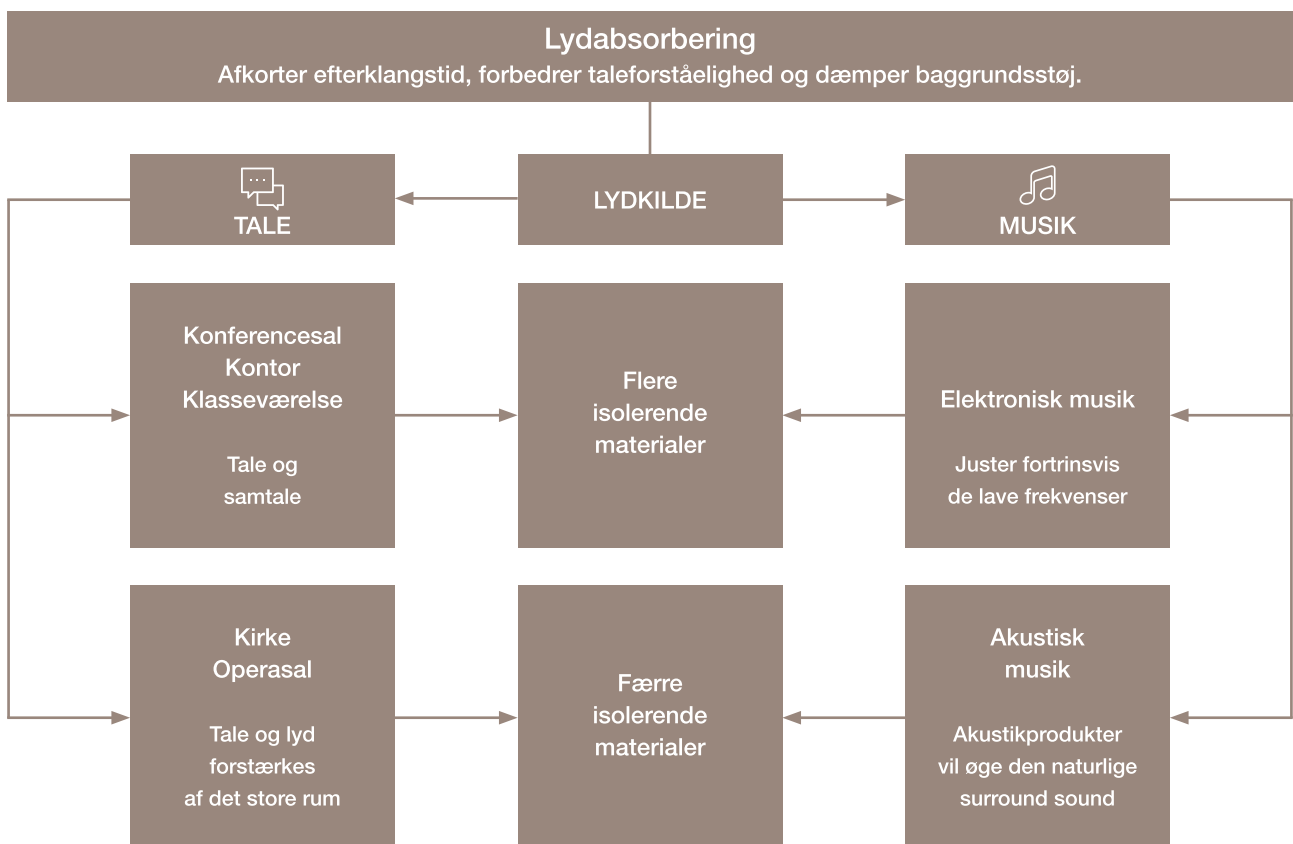 Lydabsorbering
Afkorter efterklangstid, forbedrer taleforståelighed og dæmper baggrundsstøj.
TALE
LYDKILDE
MUSIK
Konferencesal
Kontor
Klasseværelse
Tale og
samtale
Flere
isolerende
materialer
Elektronisk musik
Juster fortrinsvis
de lave frekvenser
Kirke
Operasal
Tale og lyd
forstærkes
af det store rum
Færre
isolerende
materialer
Akustisk
musik
Akustikprodukter
vil øge den naturlige
surround sound